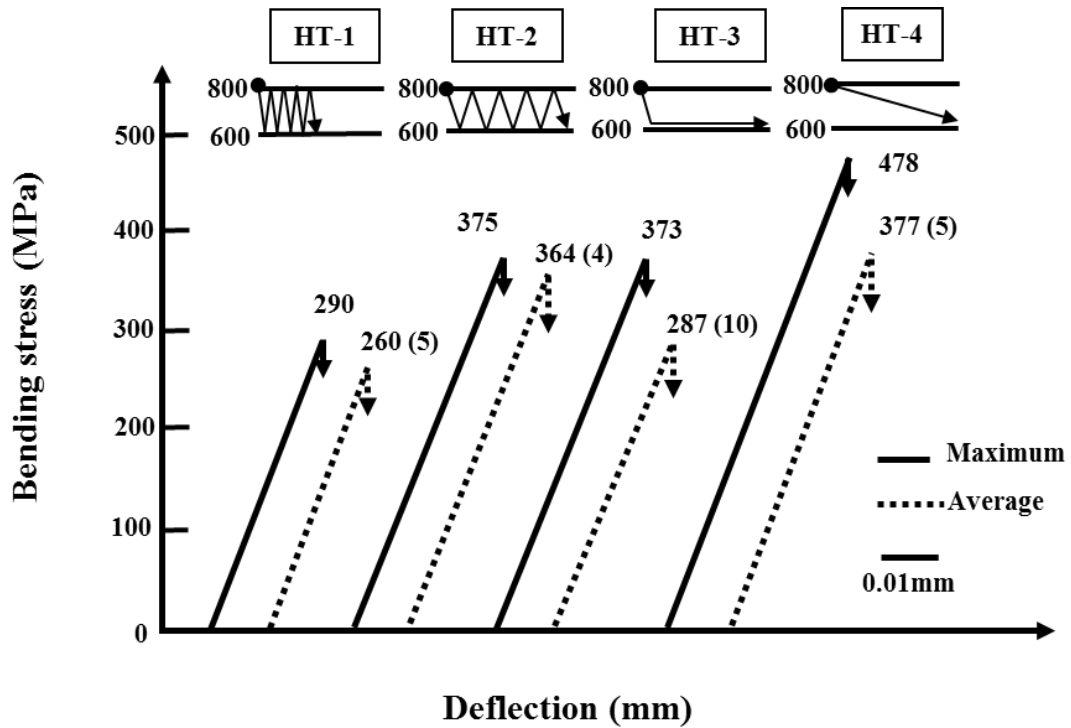 HT-1 HT-2 HT-3 HT-4
800 800 800 800
600 600 600 600
500
400
300
200
100
0
Bending stress (MPa)
290
260 (5)
375
364 (4)
373
287 (10)
478
377 (5)
Maximum
Average
0.01mm
Deflection (mm)